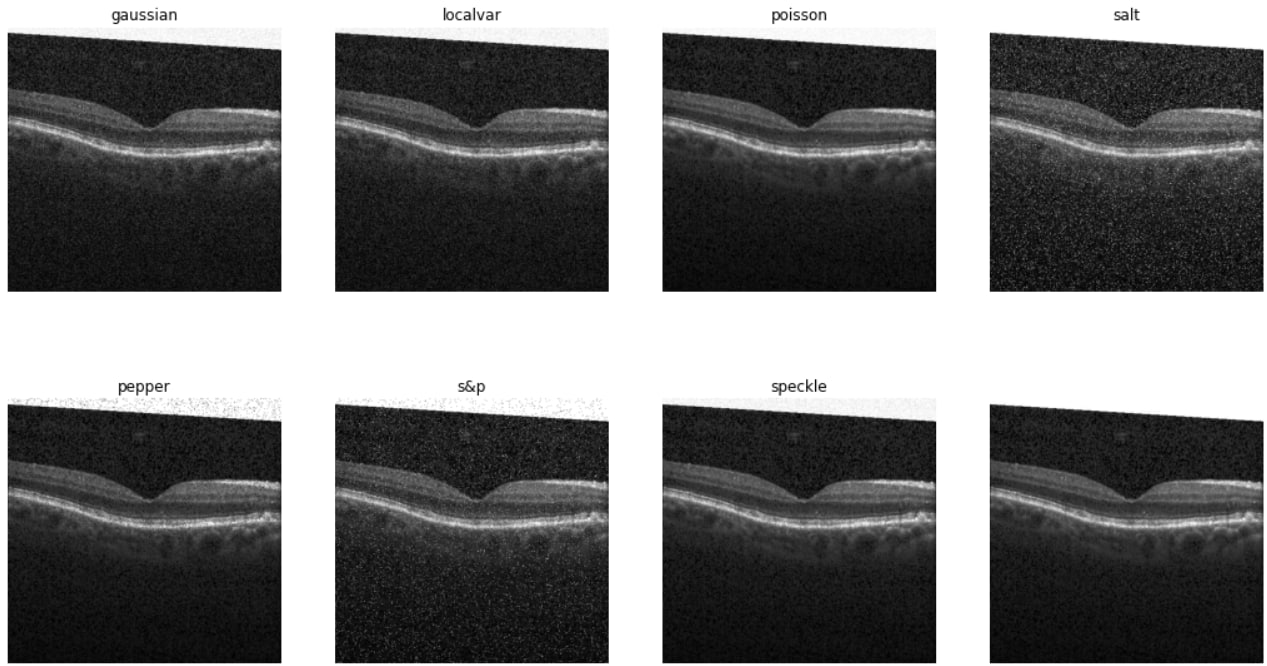 gaussian
localvar
poisson
salt
pepper
s&p
speckle